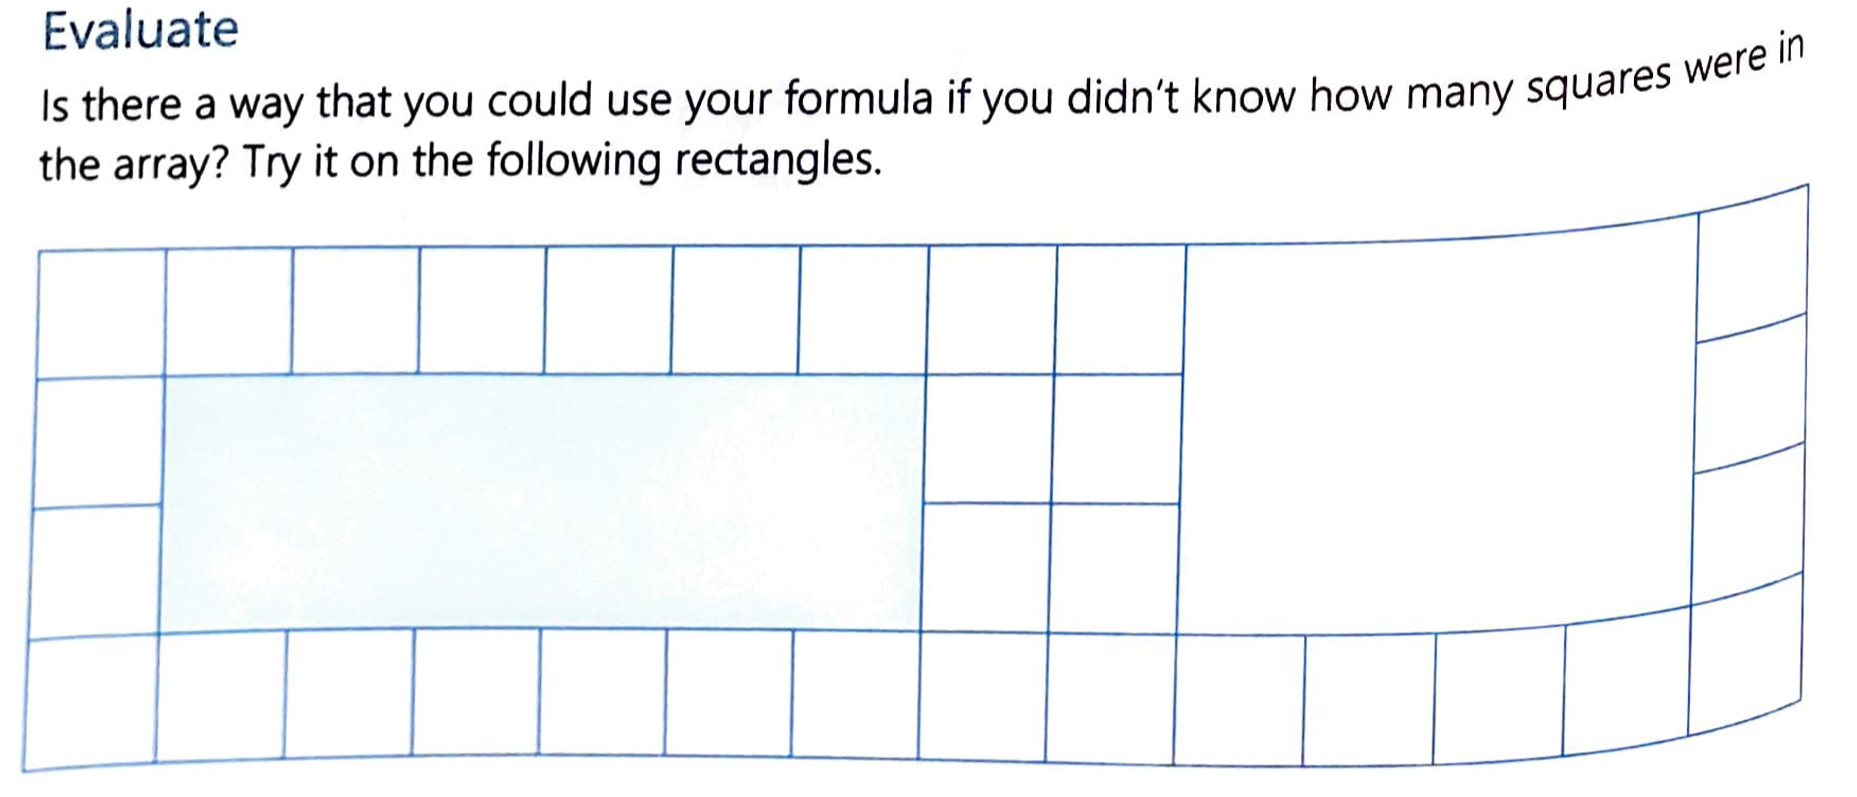 Evaluate
Is there a way that you could use your formula if you didn't know how many squares were in
the array? Try it on the following rectangles.